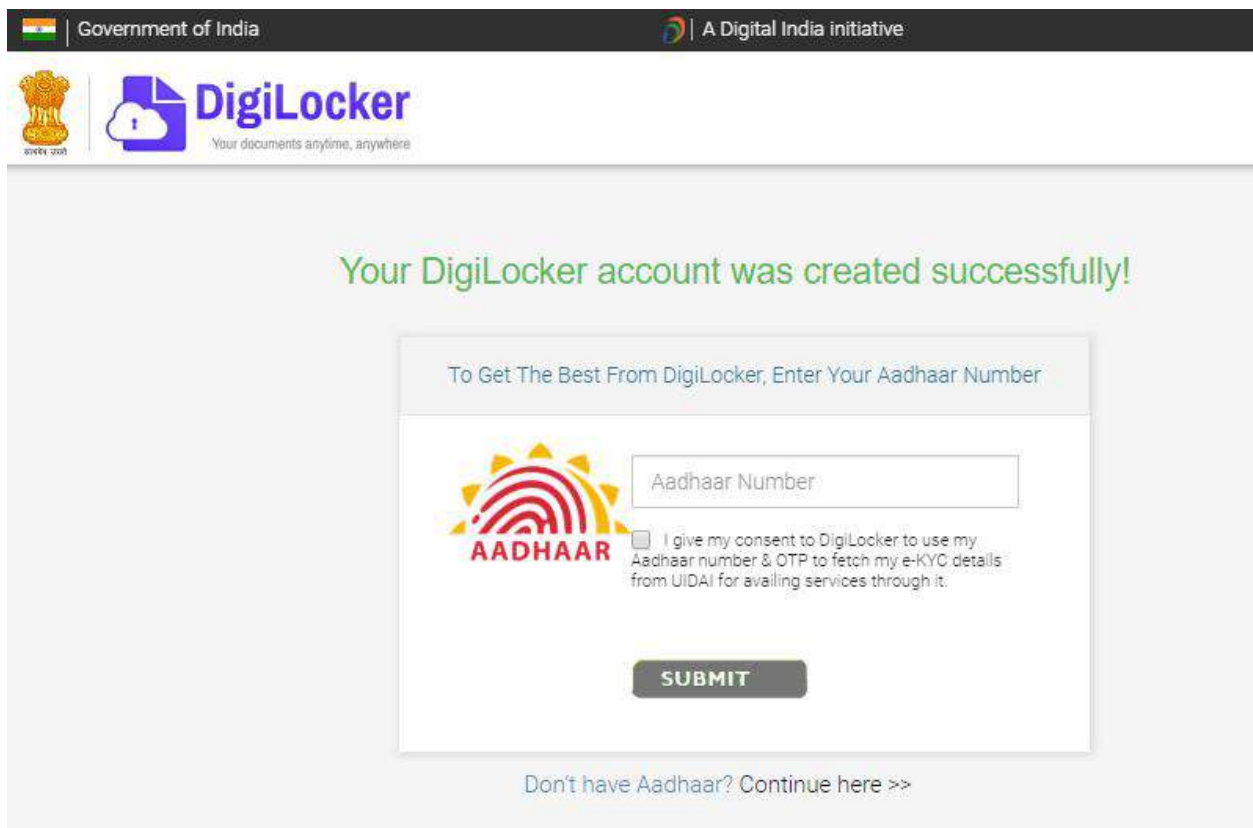 Government of India
A Digital India initiative
DigiLocker
Your documents anytime, anywhere
सत्यमेव जयते
Your DigiLocker account was created successfully!
To Get The Best From DigiLocker, Enter Your Aadhaar Number
Aadhaar Number
AADHAAR
I give my consent to DigiLocker to use my
Aadhaar number & OTP to fetch my e-KYC details
from UIDAI for availing services through it.
SUBMIT
Don't have Aadhaar? Continue here >>